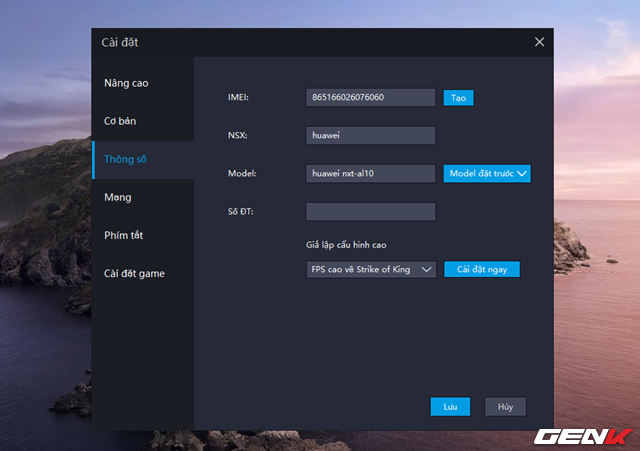 Cài đặt
Nâng cao
Cơ bản
Thông số
Mạng
Phím tắt
Cài đặt game
IMEI:
865166026076060
Tạo
NSX:
huawei
Model:
huawei nxt-al10
Model đặt trước
Số ĐT:
Giả lập cấu hình cao
FPS cao về Strike of King
Cài đặt ngay
Lưu
Hủy
GENK